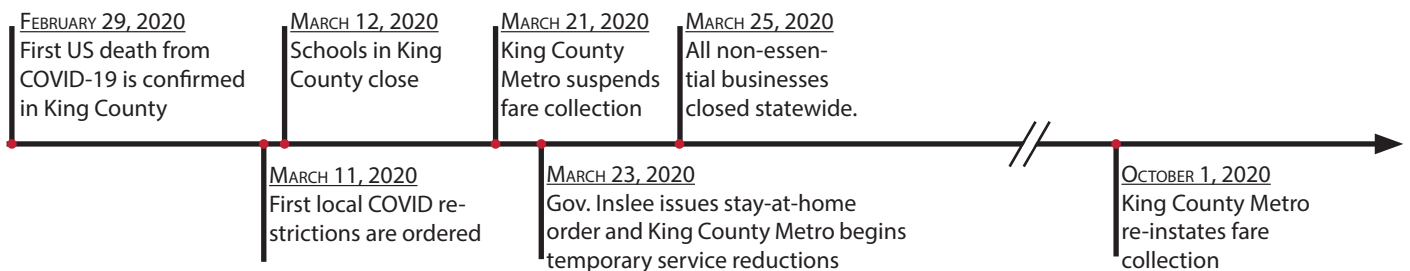 FEBRUARY 29, 2020
First US death from
COVID-19 is confirmed
in King County
MARCH 12, 2020
Schools in King
County close
MARCH 21, 2020
King County
Metro suspends
fare collection
MARCH 25, 2020
All non-essen-
tial businesses
closed statewide.
MARCH 11, 2020
First local COVID re-
strictions are ordered
MARCH 23, 2020
Gov. Inslee issues stay-at-home
order and King County Metro begins
temporary service reductions
OCTOBER 1, 2020
King County Metro
re-instates fare
collection